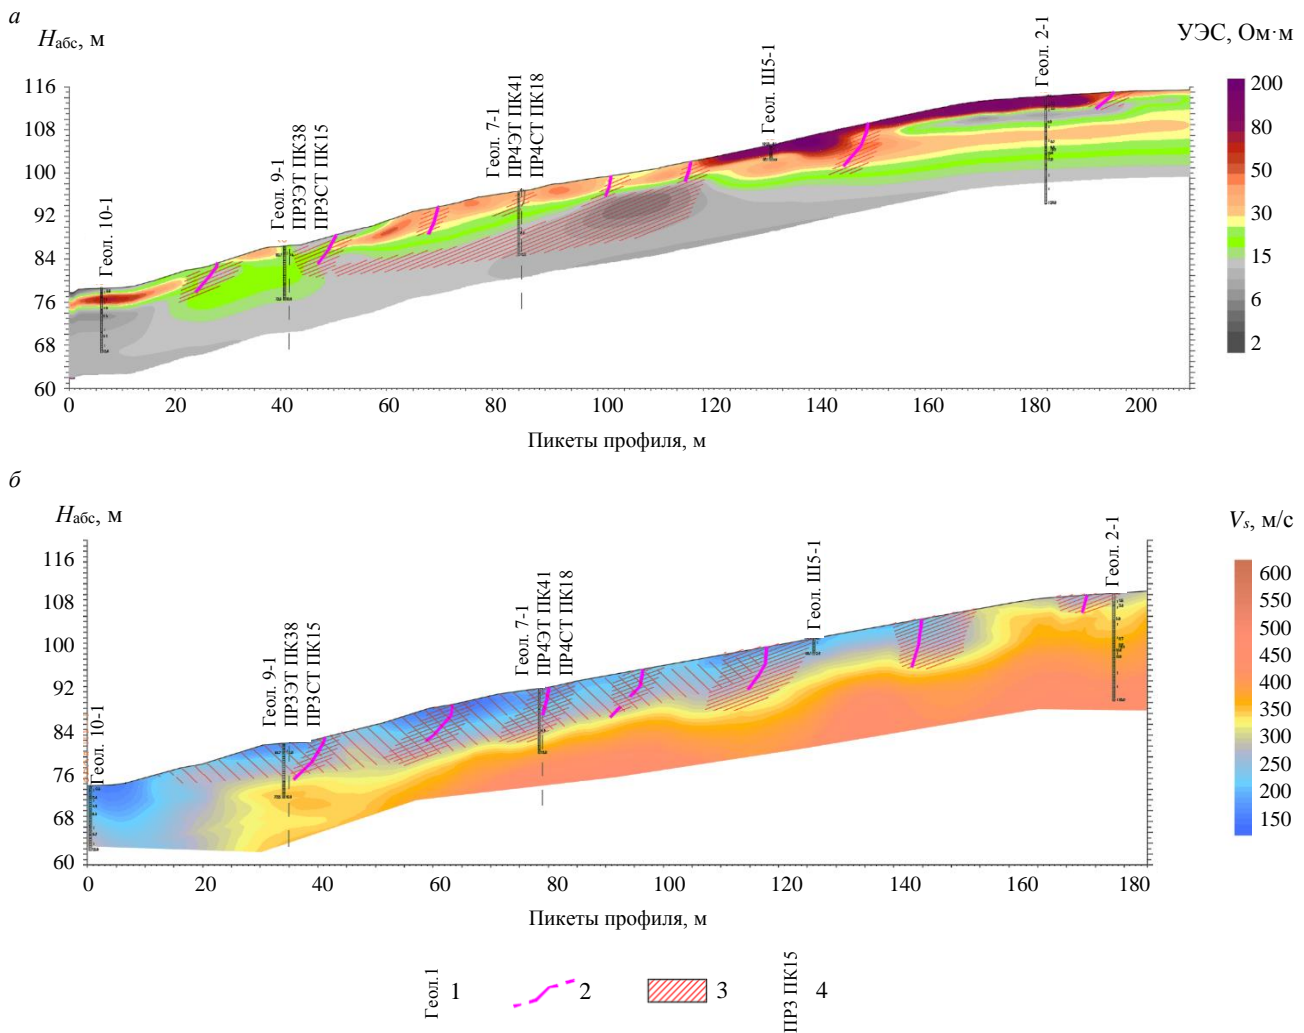 а
Hабс, м
УЭС, Ом·м
116
108
100
92
84
76
68
60
Геол. 10-1
Геол. 9-1
ПР3ЭТ ПК38
ПР3СТ ПК15
Геол. 7-1
ПР4ЭТ ПК41
ПР4СТ ПК18
Геол. Ш5-1
Геол. 2-1
200
80
50
30
15
6
2
0 20 40 60 80 100 120 140 160 180 200
Пикеты профиля, м
б
Hабс, м
Vs, м/с
116
108
100
92
84
76
68
60
Геол. 10-1
Геол. 9-1
ПР3ЭТ ПК38
ПР3СТ ПК15
Геол. 7-1
ПР4ЭТ ПК41
ПР4СТ ПК18
Геол. Ш5-1
Геол. 2-1
600
500
450
400
350
300
250
200
150
0 20 40 60 80 100 120 140 160 180
Пикеты профиля, м
Геол.1 1
2
3
ПР3 ПК15 4